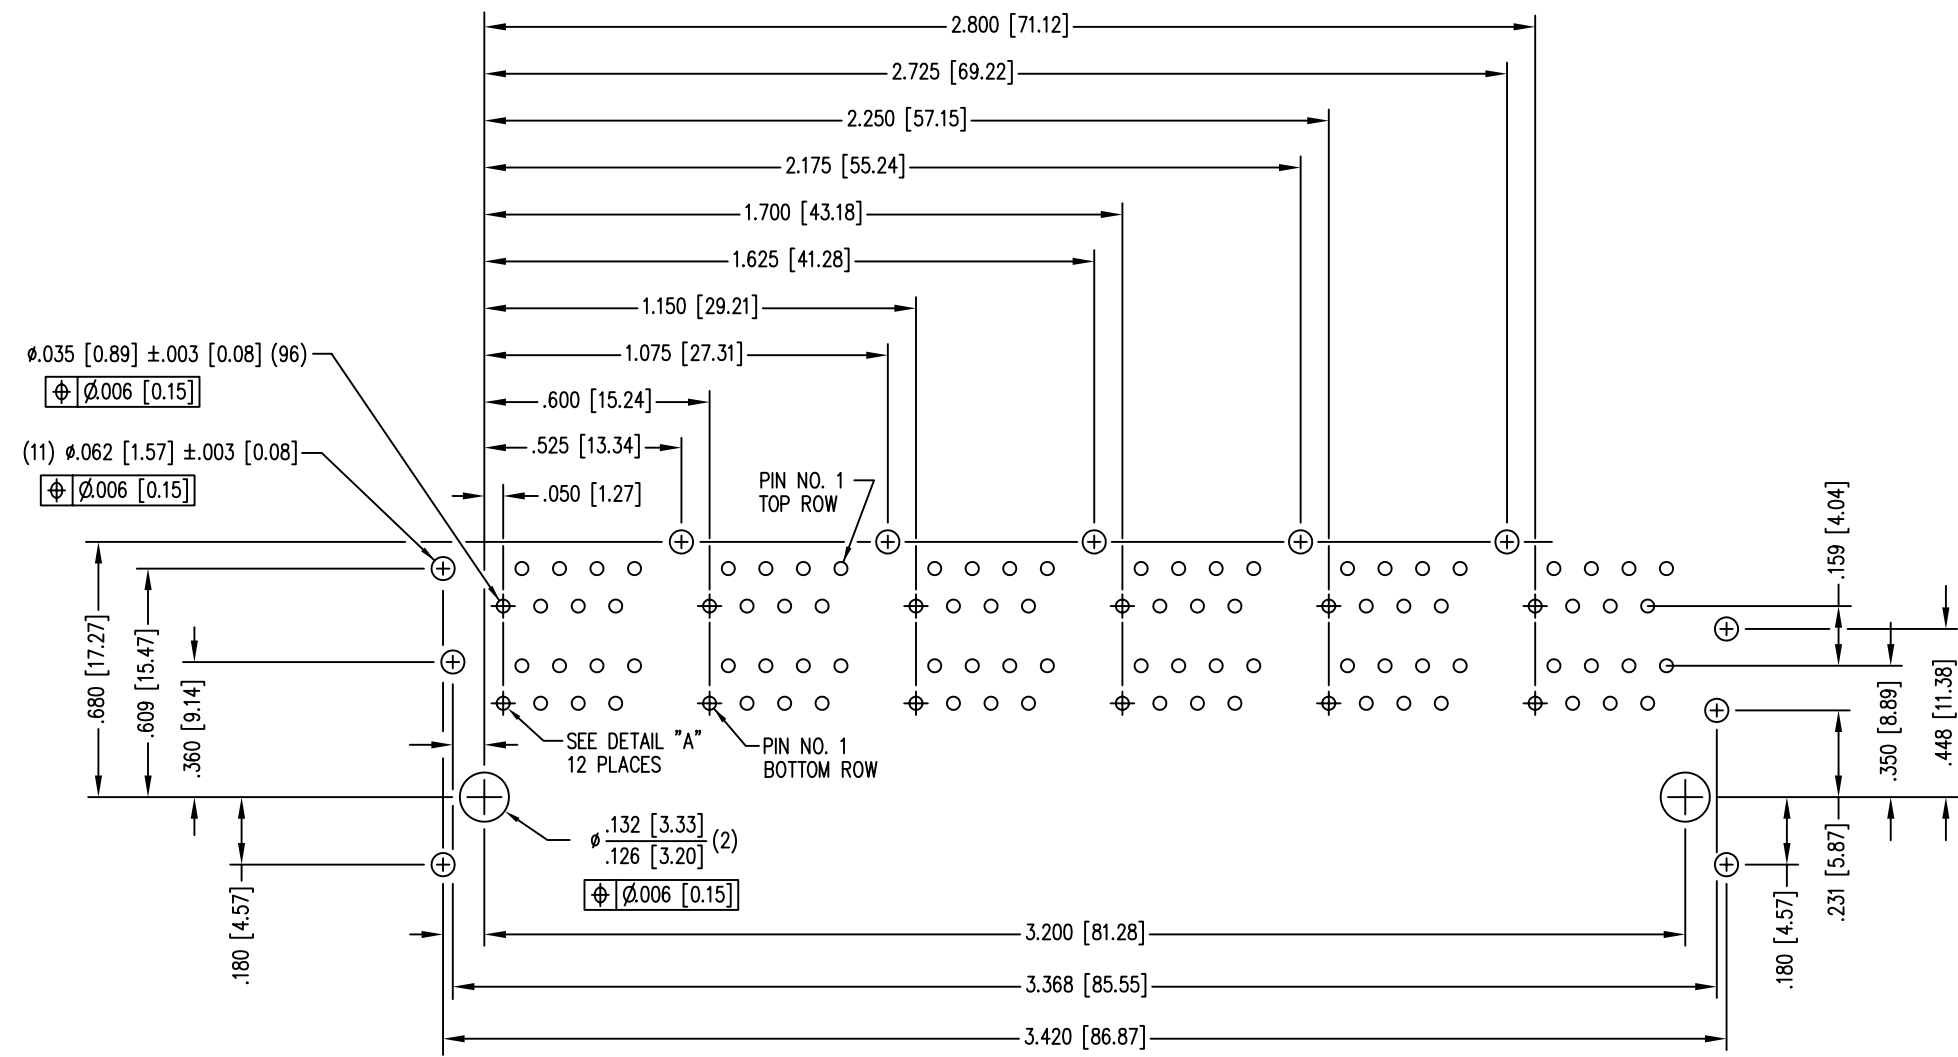 2.800 [71.12]
2.725 [69.22]
2.250 [57.15]
2.175 [55.24]
1.700 [43.18]
1.625 [41.28]
1.150 [29.21]
1.075 [27.31]
.600 [15.24]
.525 [13.34]
.050 [1.27]
ø.035 [0.89] ±.003 [0.08] (96)
⌖ Ø.006 [0.15]
(11) ø.062 [1.57] ±.003 [0.08]
⌖ Ø.006 [0.15]
PIN NO. 1
TOP ROW
.680 [17.27]
.609 [15.47]
.360 [9.14]
.180 [4.57]
SEE DETAIL "A"
12 PLACES
PIN NO. 1
BOTTOM ROW
ø .132 [3.33]
.126 [3.20] (2)
⌖ Ø.006 [0.15]
.159 [4.04]
.448 [11.38]
.350 [8.89]
.231 [5.87]
.180 [4.57]
3.200 [81.28]
3.368 [85.55]
3.420 [86.87]